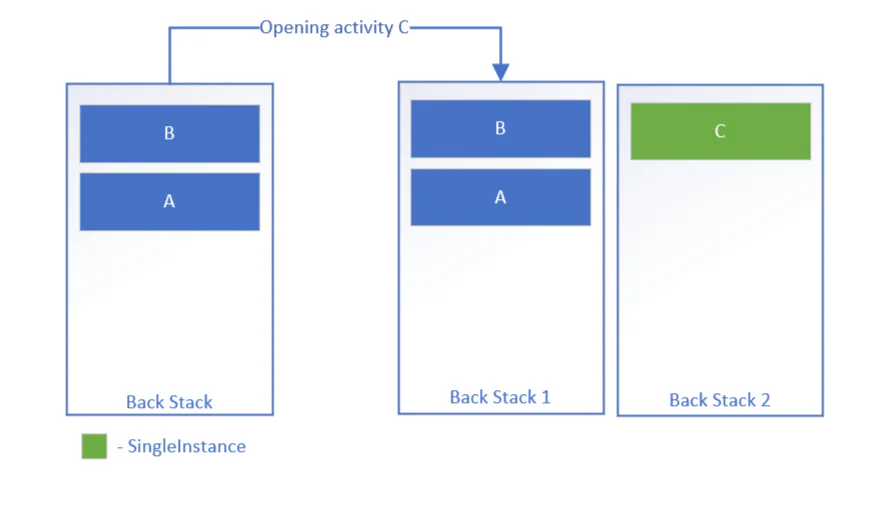 Opening activity C
B
A
Back Stack
B
A
Back Stack 1
C
Back Stack 2
- SingleInstance